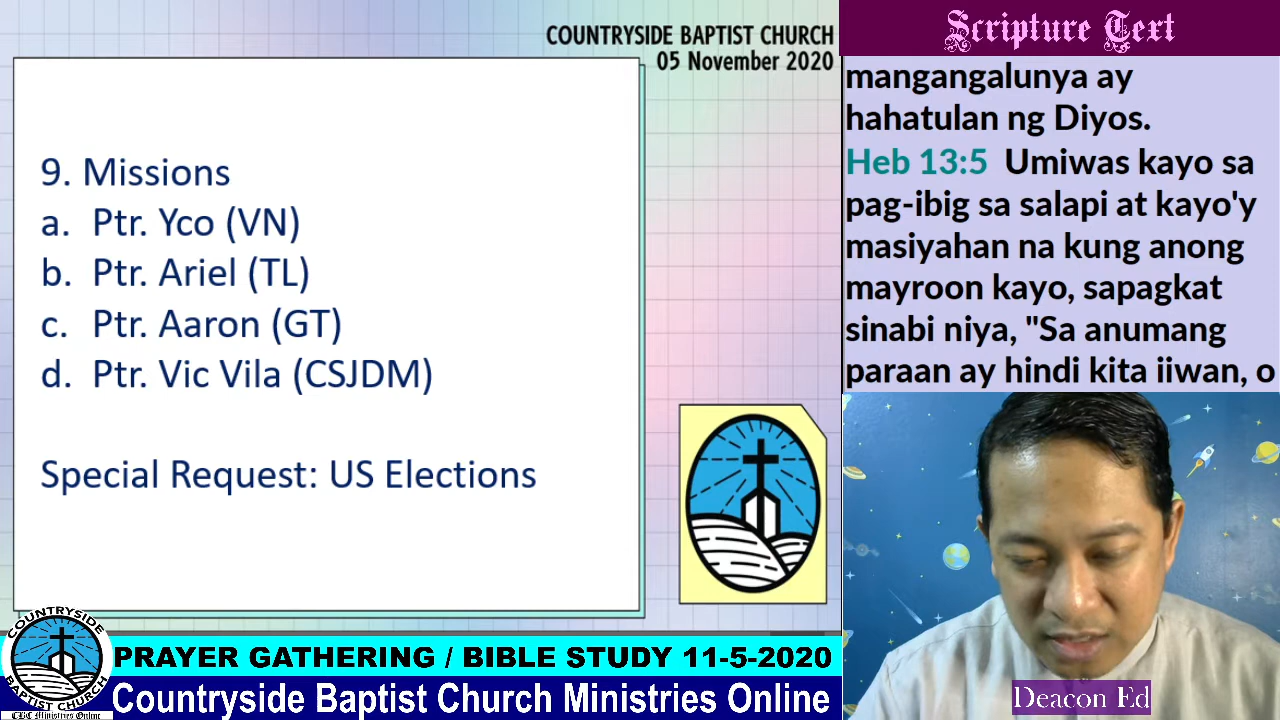 COUNTRYSIDE BAPTIST CHURCH
05 November 2020
9. Missions
a. Ptr. Yco (VN)
b. Ptr. Ariel (TL)
c. Ptr. Aaron (GT)
d. Ptr. Vic Vila (CSJDM)
Special Request: US Elections
Scripture Text
mangangalunya ay
hahatulan ng Diyos.
Heb 13:5 Umiwas kayo sa
pag-ibig sa salapi at kayo'y
masiyahan na kung anong
mayroon kayo, sapagkat
sinabi niya, "Sa anumang
paraan ay hindi kita iiwan, o
Deacon Ed
COUNTRYSIDE
BAPTIST CHURCH
CBC Ministries Online
PRAYER GATHERING / BIBLE STUDY 11-5-2020
Countryside Baptist Church Ministries Online